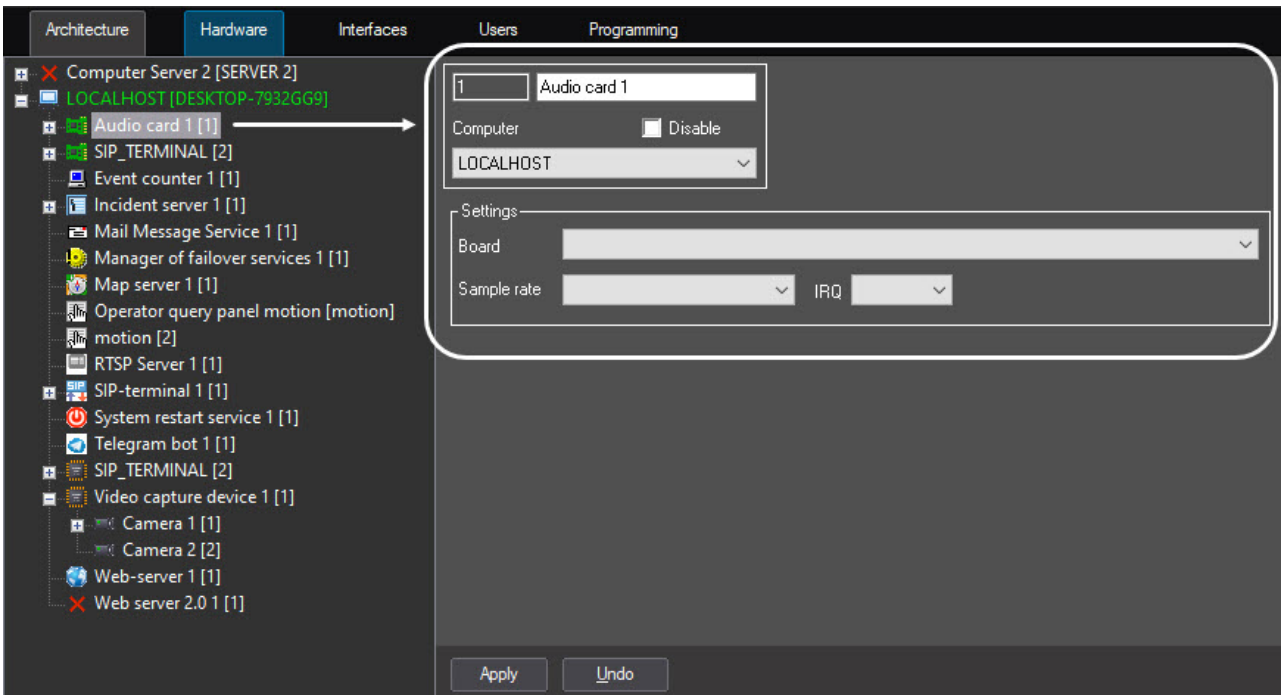 Architecture Hardware Interfaces Users Programming
Computer Server 2 [SERVER 2]
LOCALHOST [DESKTOP-7932GG9]
Audio card 1 [1]
SIP_TERMINAL [2]
Event counter 1 [1]
Incident server 1 [1]
Mail Message Service 1 [1]
Manager of failover services 1 [1]
Map server 1 [1]
Operator query panel motion [motion]
motion [2]
RTSP Server 1 [1]
SIP-terminal 1 [1]
System restart service 1 [1]
Telegram bot 1 [1]
SIP_TERMINAL [2]
Video capture device 1 [1]
Camera 1 [1]
Camera 2 [2]
Web-server 1 [1]
Web server 2.0 1 [1]
1 Audio card 1
Computer Disable
LOCALHOST
Settings
Board
Sample rate IRQ
Apply Undo